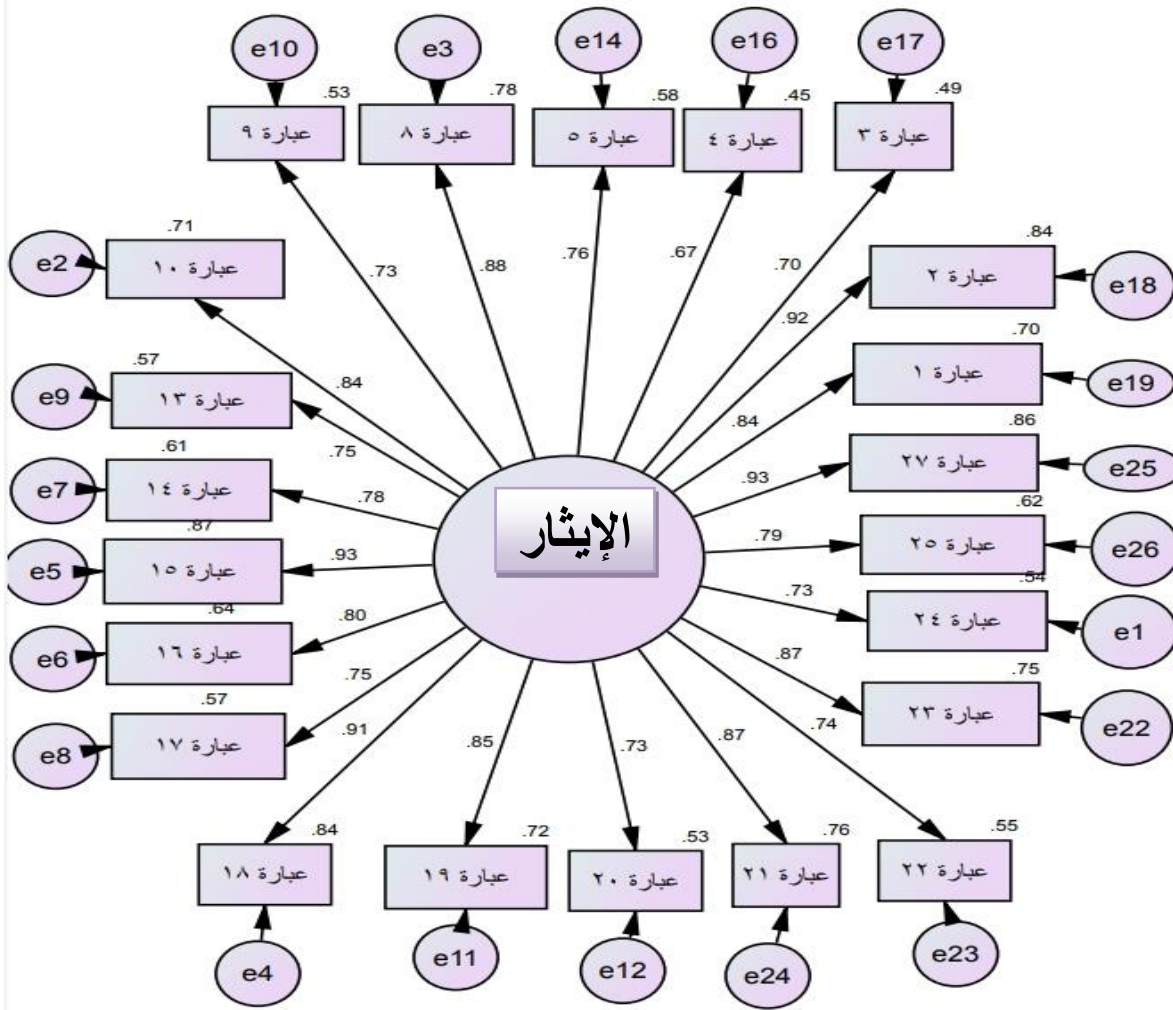 e10
e3
e14
e16
e17
.53
.78
.58
.45
.49
عبارة ٩
عبارة ٨
عبارة ٥
عبارة ٤
عبارة ٣
.73
.88
.76
.67
.70
e2
.71
عبارة ١٠
.84
.84
عبارة ٢
e18
.92
e9
.57
عبارة ١٣
.75
.70
عبارة ١
e19
.84
e7
.61
عبارة ١٤
.78
.86
عبارة ٢٧
e25
.93
الإيثار
e5
.87
عبارة ١٥
.93
.62
عبارة ٢٥
e26
.79
e6
.64
عبارة ١٦
.80
.54
عبارة ٢٤
e1
.73
e8
.57
عبارة ١٧
.75
.75
عبارة ٢٣
e22
.87
.91
.85
.73
.87
.74
.84
.72
.53
.76
.55
عبارة ١٨
عبارة ١٩
عبارة ٢٠
عبارة ٢١
عبارة ٢٢
e4
e11
e12
e24
e23